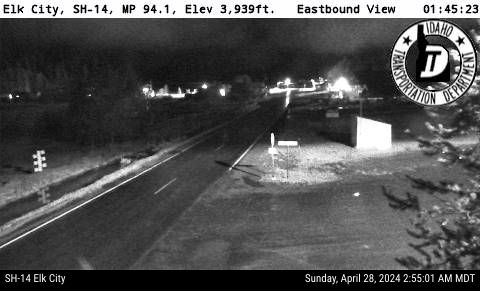 Elk City, SH-14, MP 94.1, Elev 3,939ft. Eastbound View 01:45:23
IDAHO
TRANSPORTATION DEPARTMENT
SH-14 Elk City Sunday, April 28, 2024 2:55:01 AM MDT